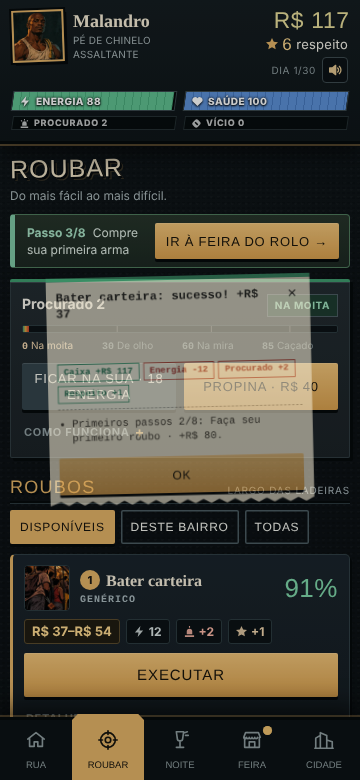 Malandro
PÉ DE CHINELO
ASSALTANTE
R$ 117
6 respeito
DIA 1/30
ENERGIA 88
SAÚDE 100
PROCURADO 2
VÍCIO 0
ROUBAR
Do mais fácil ao mais difícil.
Passo 3/8 Compre
sua primeira arma
IR À FEIRA DO ROLO →
Bater carteira: sucesso! +R$
37
×
Procurado 2
NA MOITA
0 Na moita
30 De olho
60 Na mira
85 Caçado
Caixa +R$ 117
Energia -12
Procurado +2
FICAR NA SUA · 18
ENERGIA
PROPINA · R$ 40
• Primeiros passos 2/8: Faça seu
primeiro roubo · +R$ 80.
COMO FUNCIONA +
OK
ROUBOS
LARGO DAS LADEIRAS
DISPONÍVEIS
DESTE BAIRRO
TODAS
1 Bater carteira
GENÉRICO
91%
R$ 37–R$ 54
12
+2
+1
EXECUTAR
RUA
ROUBAR
NOITE
FEIRA
CIDADE